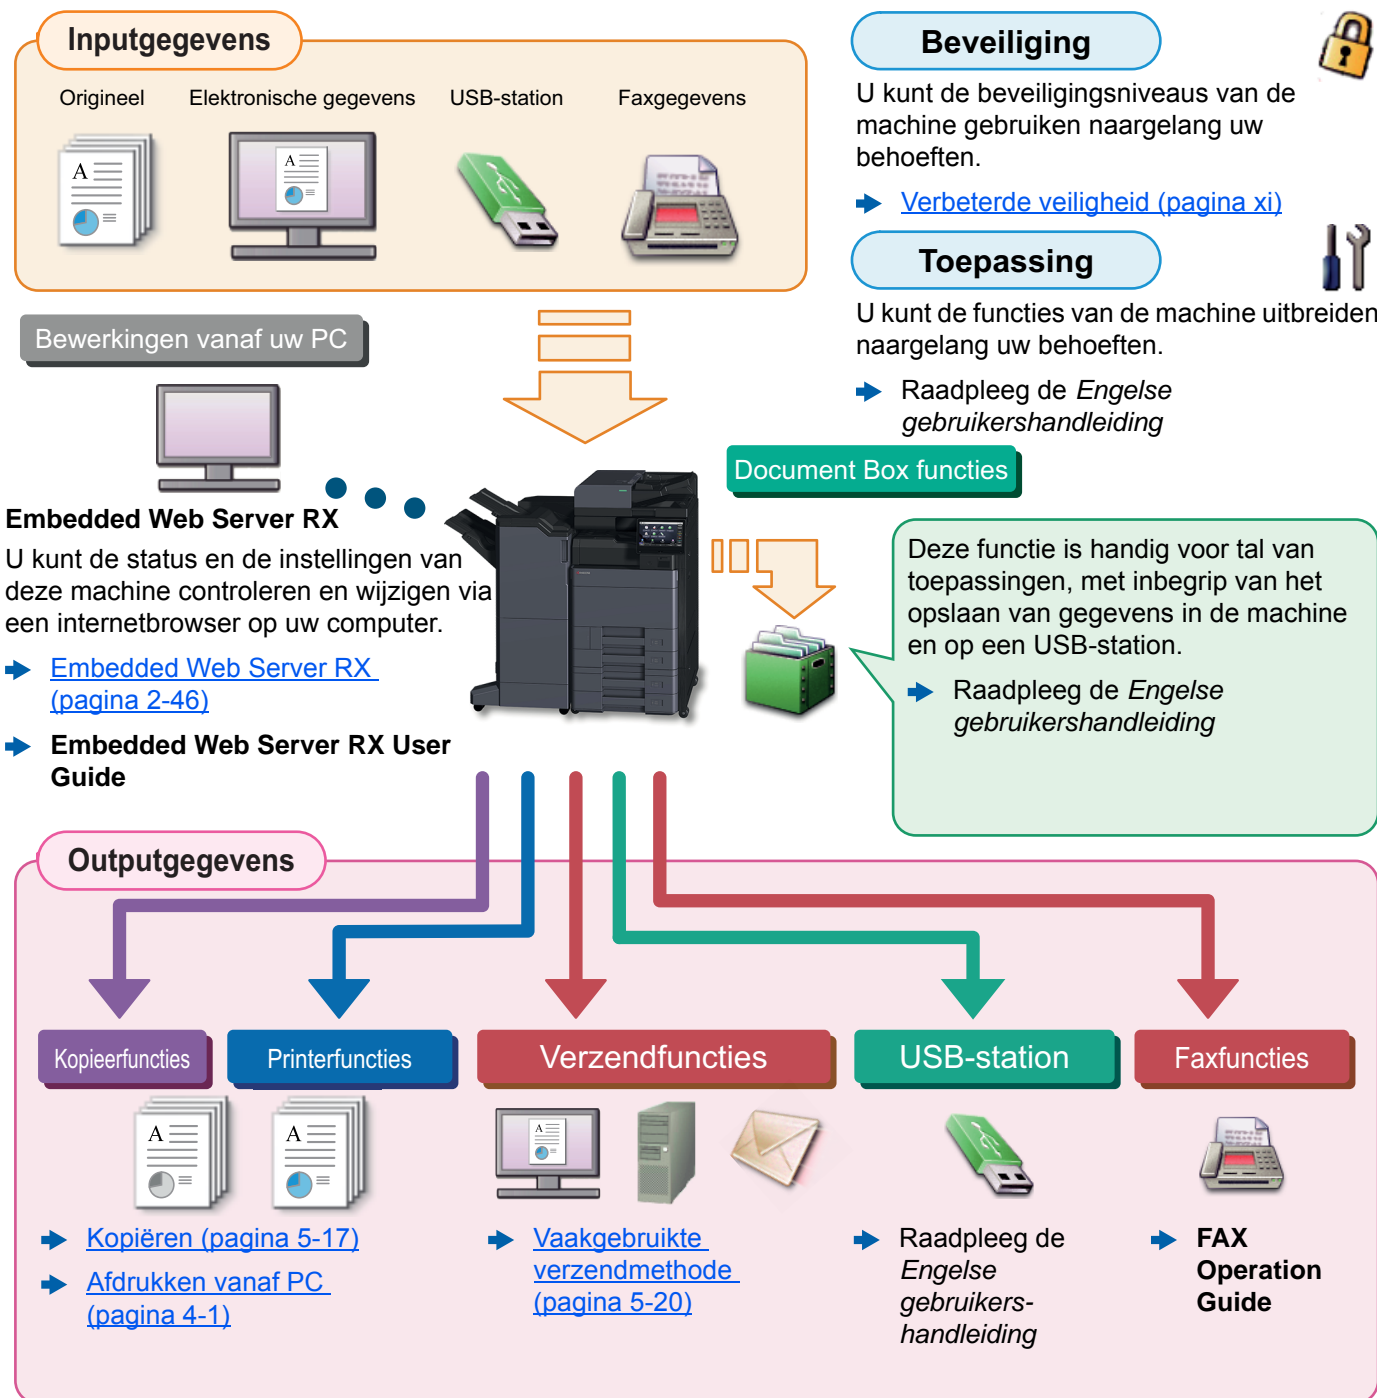 Inputgegevens
Origineel
Elektronische gegevens
USB-station
Faxgegevens
Beveiliging
U kunt de beveiligingsniveaus van de
machine gebruiken naargelang uw
behoeften.
Verbeterde veiligheid (pagina xi)
Toepassing
U kunt de functies van de machine uitbreiden
naargelang uw behoeften.
Raadpleeg de Engelse
gebruikershandleiding
Bewerkingen vanaf uw PC
Embedded Web Server RX
U kunt de status en de instellingen van
deze machine controleren en wijzigen via
een internetbrowser op uw computer.
Embedded Web Server RX
(pagina 2-46)
Embedded Web Server RX User
Guide
Document Box functies
Deze functie is handig voor tal van
toepassingen, met inbegrip van het
opslaan van gegevens in de machine
en op een USB-station.
Raadpleeg de Engelse
gebruikershandleiding
Outputgegevens
Kopieerfuncties
Printerfuncties
Verzendfuncties
USB-station
Faxfuncties
Kopiëren (pagina 5-17)
Afdrukken vanaf PC
(pagina 4-1)
Vaakgebruikte
verzendmethode
(pagina 5-20)
Raadpleeg de
Engelse
gebruikers-
handleiding
FAX
Operation
Guide